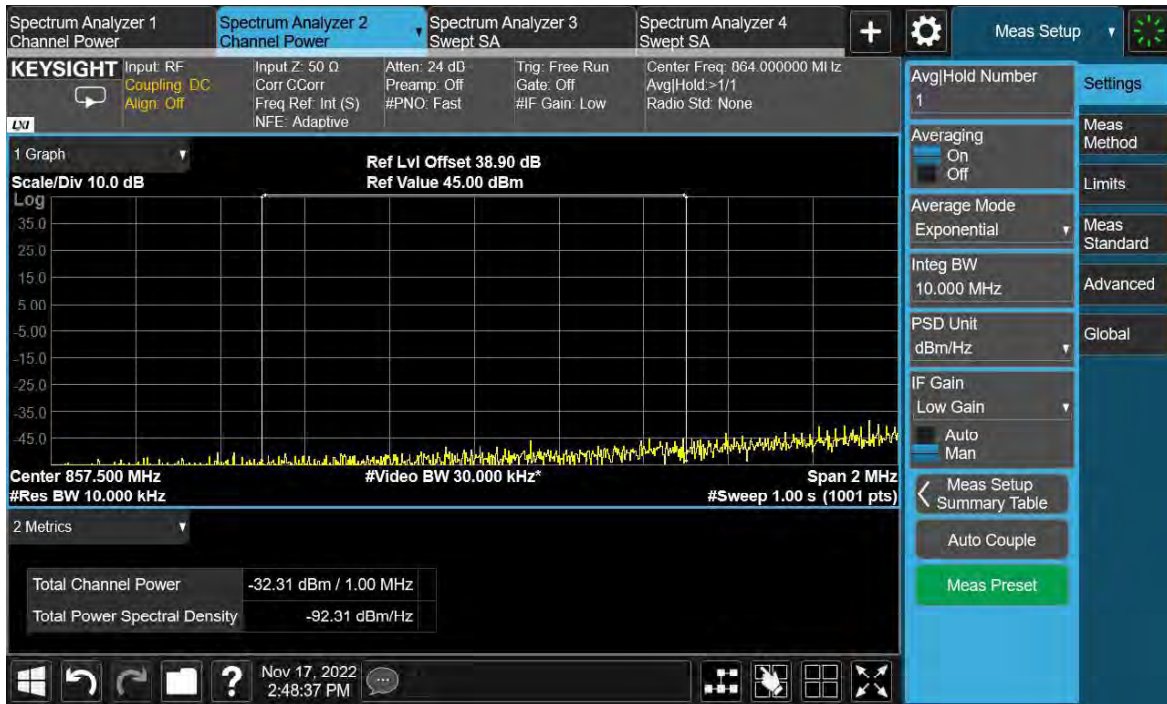 Spectrum Analyzer 1
Channel Power
Spectrum Analyzer 2
Channel Power
Spectrum Analyzer 3
Swept SA
Spectrum Analyzer 4
Swept SA
+
Meas Setup
KEYSIGHT
LXI
Input: RF
Coupling: DC
Align: Off
Input Z: 50 Ω
Corr CCorr
Freq Ref: Int (S)
NFE: Adaptive
Atten: 24 dB
Preamp: Off
#PNO: Fast
Trig: Free Run
Gate: Off
#IF Gain: Low
Center Freq: 864.000000 MHz
Avg|Hold:>1/1
Radio Std: None
1 Graph
Scale/Div 10.0 dB
Ref Lvl Offset 38.90 dB
Ref Value 45.00 dBm
Log
35.0
25.0
15.0
5.00
-5.00
-15.0
-25.0
-35.0
-45.0
Center 857.500 MHz
#Video BW 30.000 kHz*
Span 2 MHz
#Res BW 10.000 kHz
#Sweep 1.00 s (1001 pts)
2 Metrics
Total Channel Power -32.31 dBm / 1.00 MHz
Total Power Spectral Density -92.31 dBm/Hz
?
Nov 17, 2022
2:48:37 PM
Avg|Hold Number
1
Averaging
On
Off
Average Mode
Exponential
Integ BW
10.000 MHz
PSD Unit
dBm/Hz
IF Gain
Low Gain
Auto
Man
Meas Setup
Summary Table
Auto Couple
Meas Preset
Settings
Meas
Method
Limits
Meas
Standard
Advanced
Global